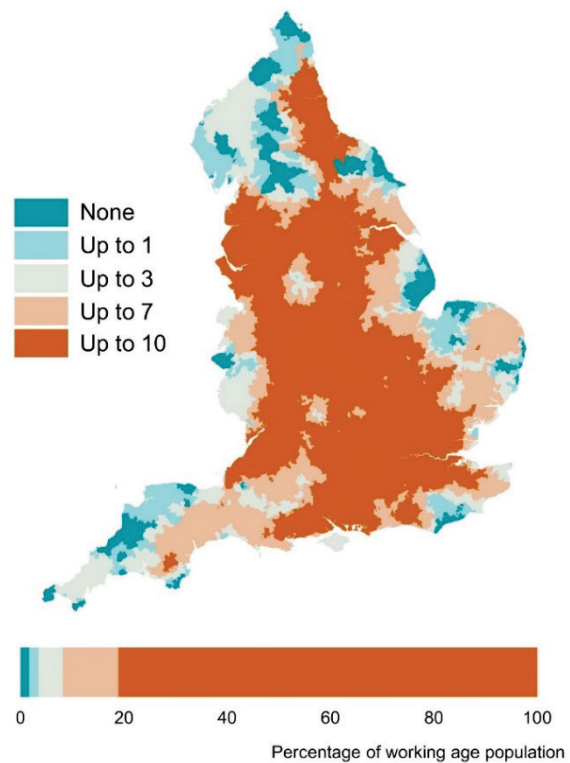 None
Up to 1
Up to 3
Up to 7
Up to 10
0 20 40 60 80 100
Percentage of working age population